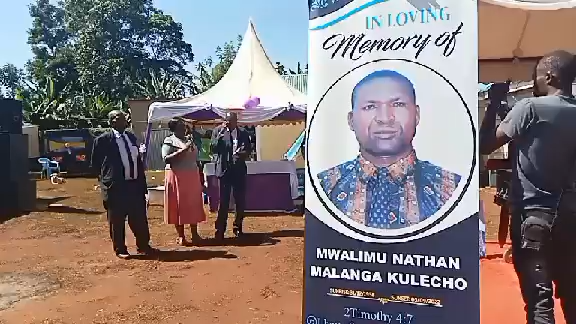 IN LOVING
Memory of
MWALIMU NATHAN
MALANGA KULECHO
2Timothy 4:7